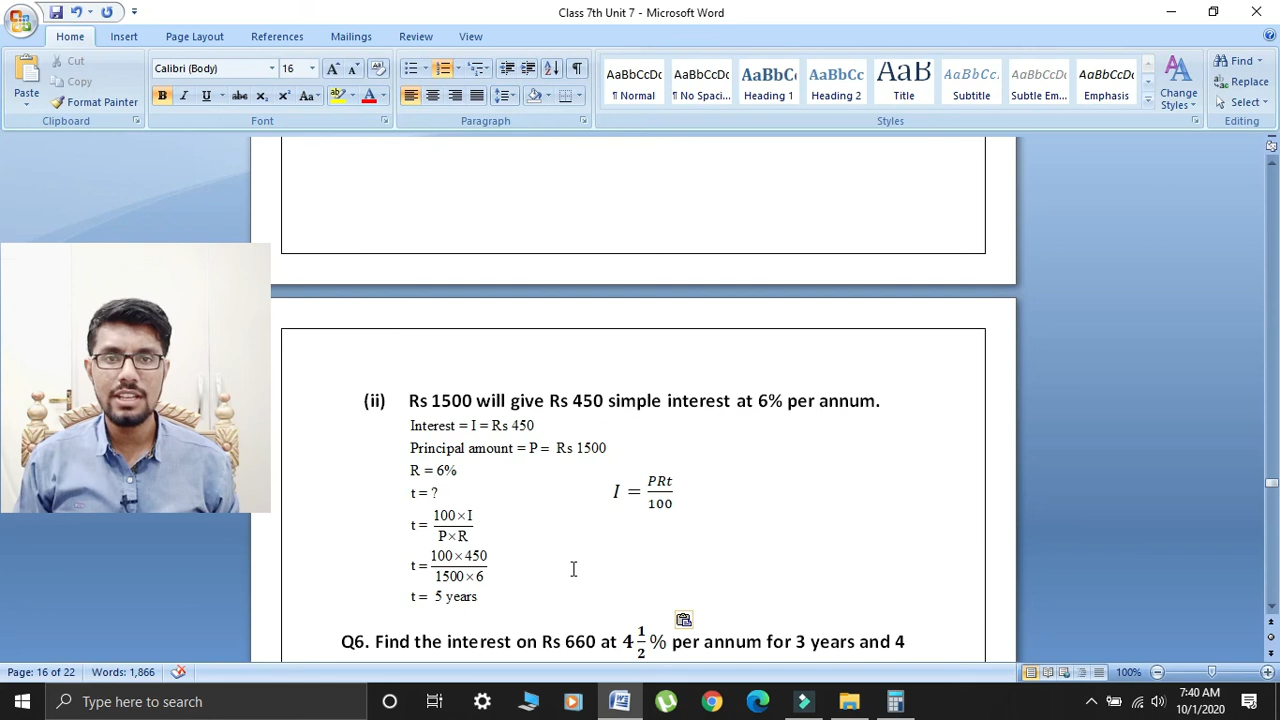 Class 7th Unit 7 - Microsoft Word
Home Insert Page Layout References Mailings Review View
Paste
Cut
Copy
Format Painter
Clipboard
Calibri (Body) 16
B I U abc X₂ X² Aa
Font
Paragraph
AaBbCcDc AaBbCcDc AaBbCc AaBbCc AaB AaBbCc. AaBbCcDc AaBbCcDc
¶ Normal ¶ No Spaci... Heading 1 Heading 2 Title Subtitle Subtle Em... Emphasis
Change Styles
Styles
Find
Replace
Select
Editing
(ii) Rs 1500 will give Rs 450 simple interest at 6% per annum.
Interest = I = Rs 450
Principal amount = P = Rs 1500
R = 6%
t = ?
I = PRt/100
t = 100×I/P×R
t = 100×450/1500×6
t = 5 years
Q6. Find the interest on Rs 660 at 4 1/2 % per annum for 3 years and 4
Page: 16 of 22 Words: 1,866 100%
Type here to search
7:40 AM
10/1/2020